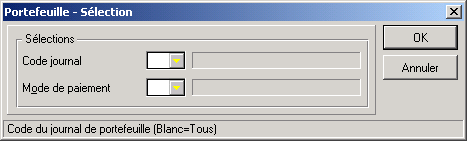 Portefeuille - Sélection
Sélections
Code journal
Mode de paiement
OK
Annuler
Code du journal de portefeuille (Blanc=Tous)